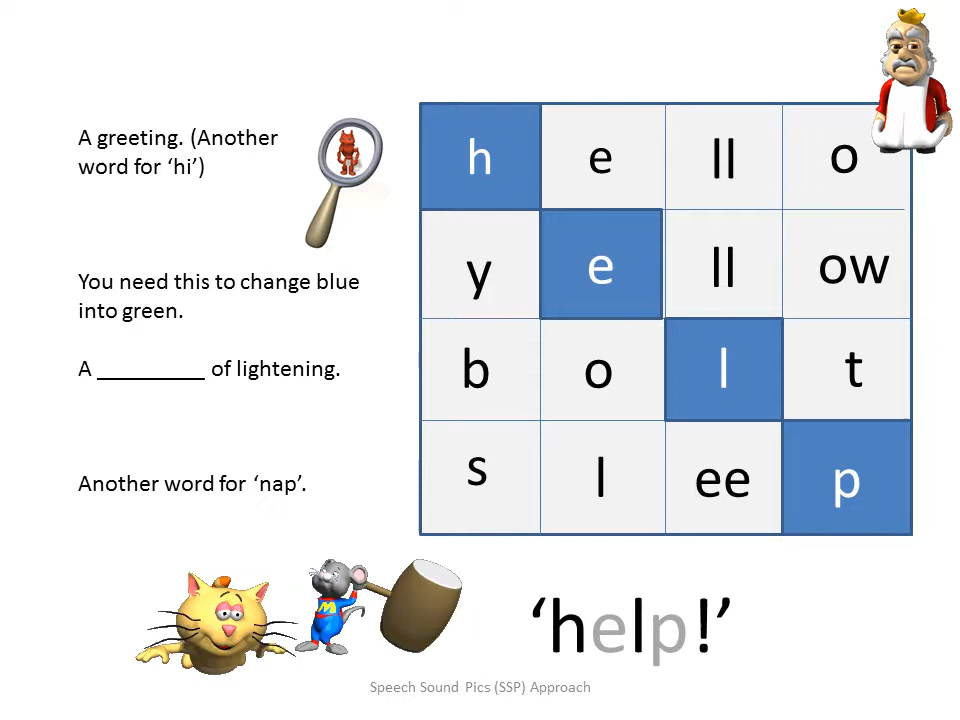 A greeting. (Another
word for ‘hi’)
You need this to change blue
into green.
A _________ of lightening.
Another word for ‘nap’.
h e ll o
y e ll ow
b o l t
s l ee p
M
‘help!’
Speech Sound Pics (SSP) Approach